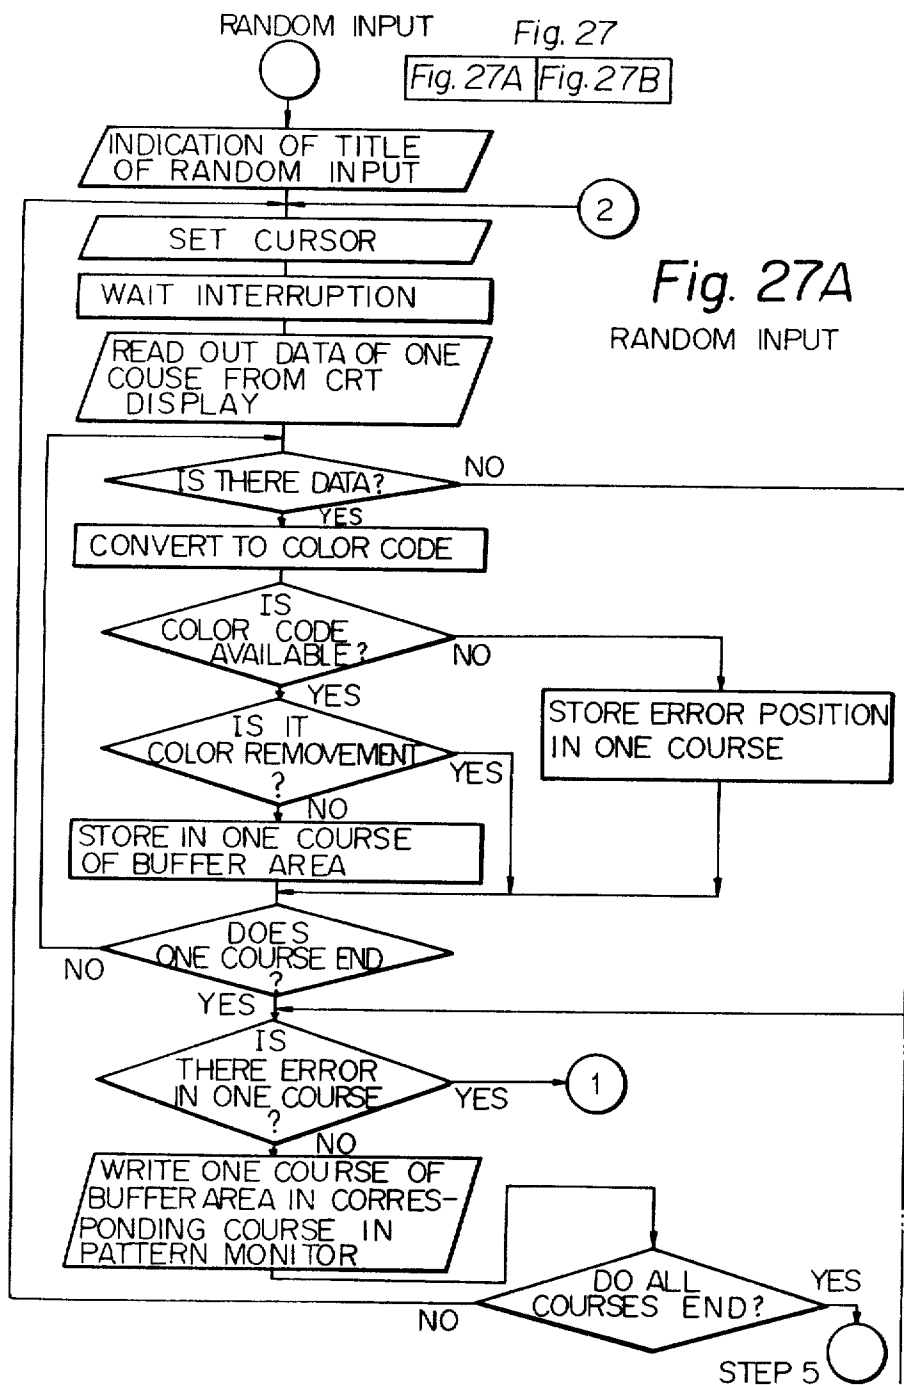 RANDOM INPUT
Fig. 27
Fig. 27A Fig. 27B
INDICATION OF TITLE
OF RANDOM INPUT
2
SET CURSOR
Fig. 27A
RANDOM INPUT
WAIT INTERRUPTION
READ OUT DATA OF ONE
COUSE FROM CRT
DISPLAY
IS THERE DATA?
NO
YES
CONVERT TO COLOR CODE
IS
COLOR CODE
AVAILABLE?
NO
YES
STORE ERROR POSITION
IN ONE COURSE
IS IT
COLOR REMOVEMENT
?
YES
NO
STORE IN ONE COURSE
OF BUFFER AREA
DOES
ONE COURSE END
?
NO
YES
IS
THERE ERROR
IN ONE COURSE
?
YES
1
NO
WRITE ONE COURSE OF
BUFFER AREA IN CORRES-
PONDING COURSE IN
PATTERN MONITOR
DO ALL
COURSES END?
YES
NO
STEP 5